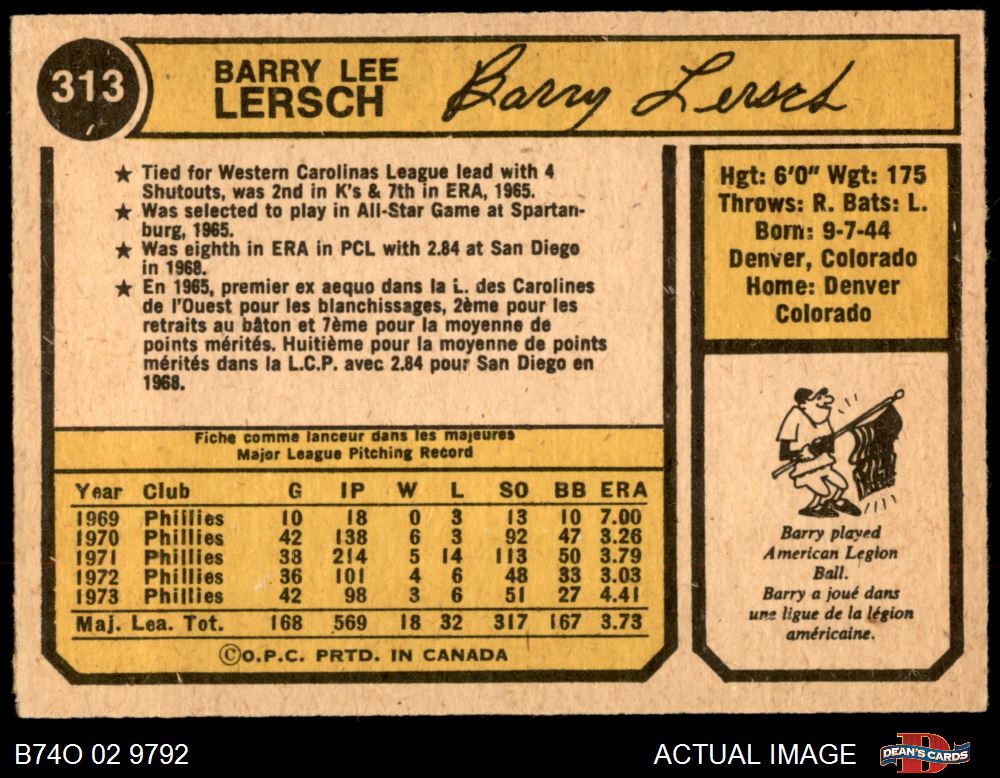 313
BARRY LEE
LERSCH
Barry Lersch
★ Tied for Western Carolinas League lead with 4
Shutouts, was 2nd in K's & 7th in ERA, 1965.
★ Was selected to play in All-Star Game at Spartan-
burg, 1965.
★ Was eighth in ERA in PCL with 2.84 at San Diego
in 1968.
★ En 1965, premier ex aequo dans la L. des Carolines
de l'Ouest pour les blanchissages, 2ème pour les
retraits au bâton et 7ème pour la moyenne de
points mérités. Huitième pour la moyenne de points
mérités dans la L.C.P. avec 2.84 pour San Diego en
1968.
Hgt: 6'0" Wgt: 175
Throws: R. Bats: L.
Born: 9-7-44
Denver, Colorado
Home: Denver
Colorado
Fiche comme lanceur dans les majeures
Major League Pitching Record
Year Club G IP W L SO BB ERA
1969 Phillies 10 18 0 3 13 10 7.00
1970 Phillies 42 138 6 3 92 47 3.26
1971 Phillies 38 214 5 14 113 50 3.79
1972 Phillies 36 101 4 6 48 33 3.03
1973 Phillies 42 98 3 6 51 27 4.41
Maj. Lea. Tot. 168 569 18 32 317 167 3.73
©O.P.C. PRTD. IN CANADA
Barry played
American Legion
Ball.
Barry a joué dans
une ligue de la légion
américaine.
B74O 02 9792
ACTUAL IMAGE
DEAN'S CARDS